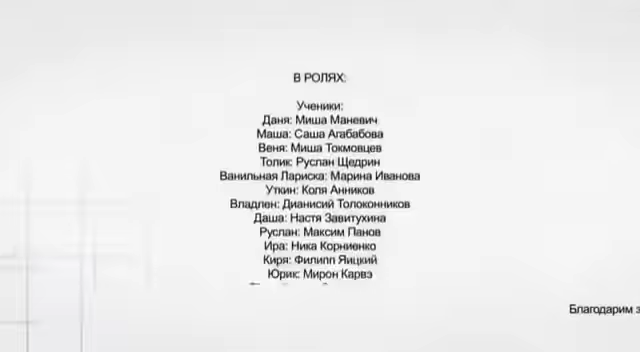 В РОЛЯХ:
Ученики:
Даня: Миша Маневич
Маша: Саша Агабабова
Веня: Миша Токмовцев
Толик: Руслан Щедрин
Ванильная Лариска: Марина Иванова
Уткин: Коля Анников
Владлен: Дианисий Толоконников
Даша: Настя Завитухина
Руслан: Максим Панов
Ира: Ника Корниенко
Киря: Филипп Яицкий
Юрик: Мирон Карвэ
Благодарим з